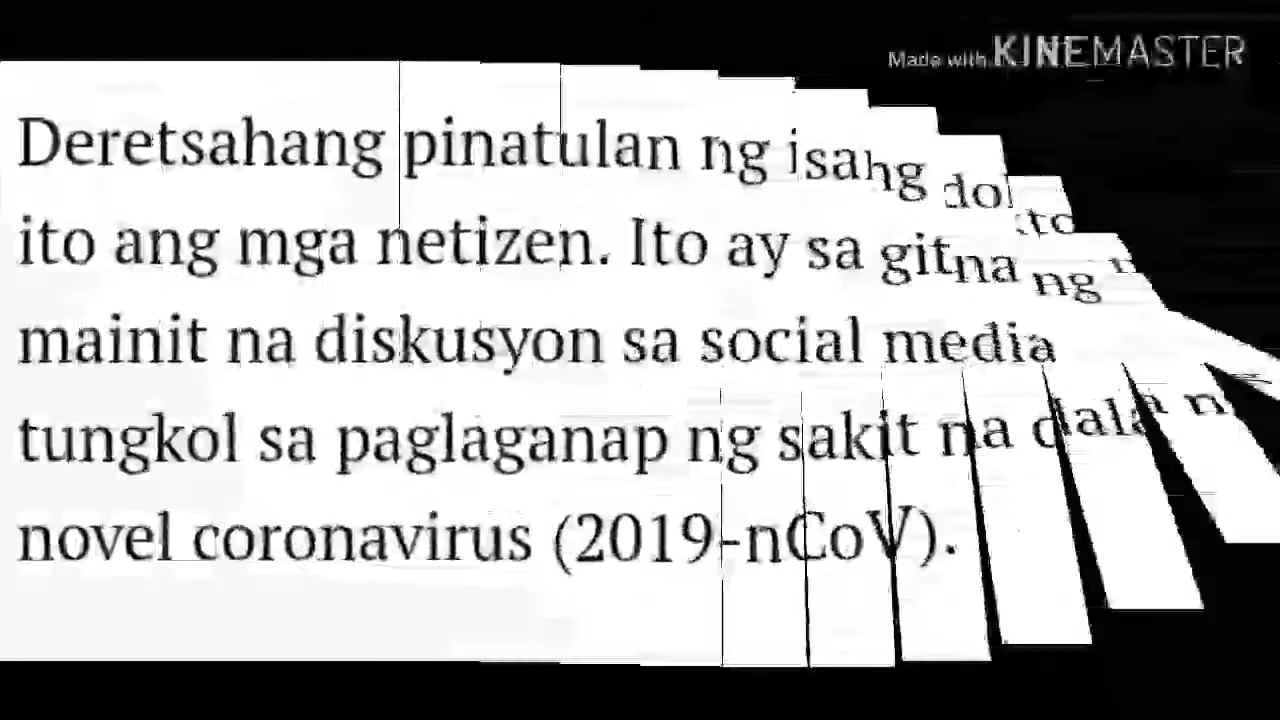 Made with KINEMASTER
Deretsahang pinatulan ng isang
ito ang mga netizen. Ito ay sa gitna ng
mainit na diskusyon sa social media
tungkol sa paglaganap ng sakit na dala
novel coronavirus (2019-nCoV).